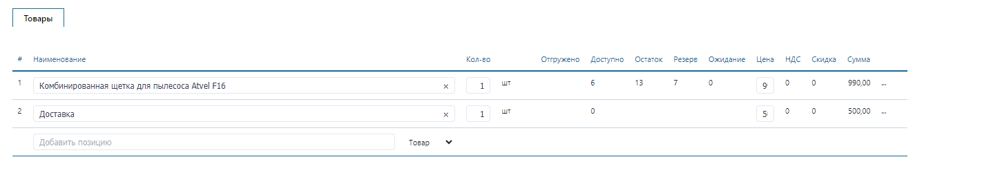 Товары
# Наименование Кол-во Отгружено Доступно Остаток Резерв Ожидание Цена НДС Скидка Сумма
1 Комбинированная щетка для пылесоса Atvel F16 × 1 шт 6 13 7 0 9 0 0 990,00 ...
2 Доставка × 1 шт 0 5 0 0 500,00 ...
Добавить позицию Товар